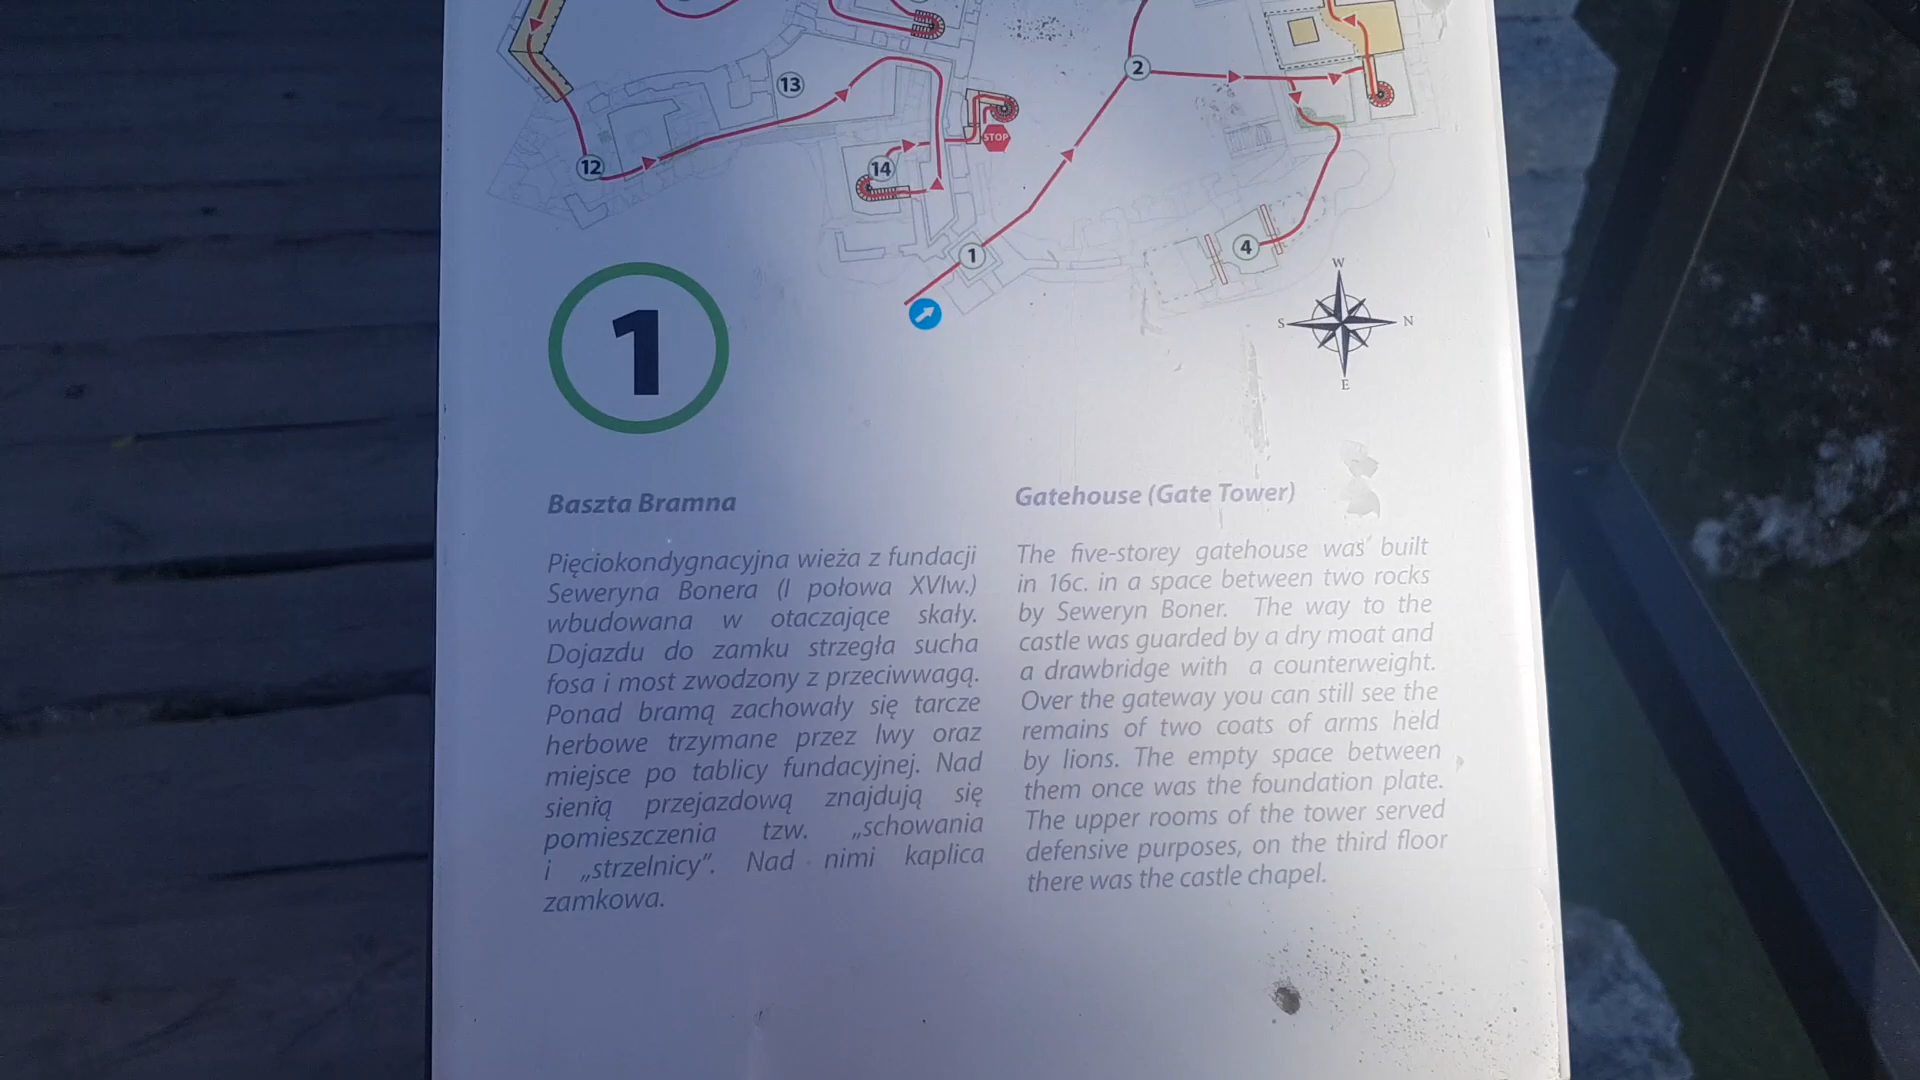 2
13
STOP
12
14
1
4
W
S N
E
1
Baszta Bramna
Pięciokondygnacyjna wieża z fundacji
Seweryna Bonera (I połowa XVIw.)
wbudowana w otaczające skały.
Dojazdu do zamku strzegła sucha
fosa i most zwodzony z przeciwwagą.
Ponad bramą zachowały się tarcze
herbowe trzymane przez lwy oraz
miejsce po tablicy fundacyjnej. Nad
sienią przejazdową znajdują się
pomieszczenia tzw. „schowania
i „strzelnicy”. Nad nimi kaplica
zamkowa.
Gatehouse (Gate Tower)
The five-storey gatehouse was built
in 16c. in a space between two rocks
by Seweryn Boner. The way to the
castle was guarded by a dry moat and
a drawbridge with a counterweight.
Over the gateway you can still see the
remains of two coats of arms held
by lions. The empty space between
them once was the foundation plate.
The upper rooms of the tower served
defensive purposes, on the third floor
there was the castle chapel.